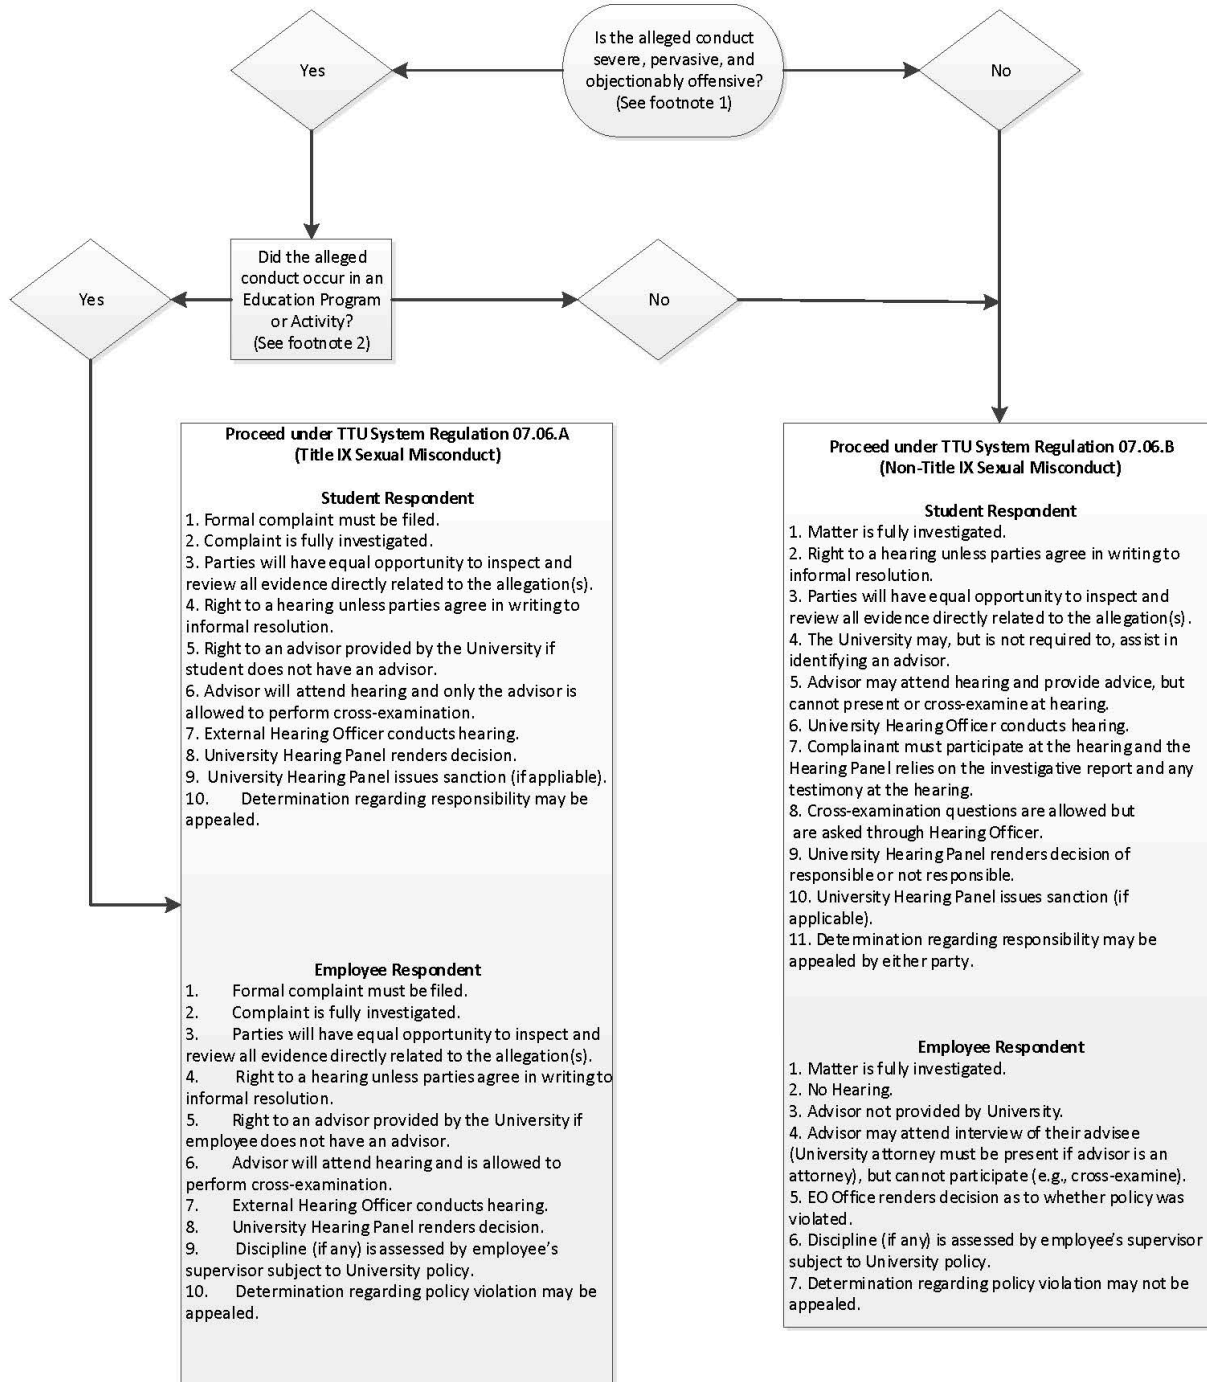 Is the alleged conduct
severe, pervasive, and
objectionably offensive?
(See footnote 1)
Yes
No
Did the alleged
conduct occur in an
Education Program
or Activity?
(See footnote 2)
Yes
No
Proceed under TTU System Regulation 07.06.A
(Title IX Sexual Misconduct)
Student Respondent
1. Formal complaint must be filed.
2. Complaint is fully investigated.
3. Parties will have equal opportunity to inspect and
review all evidence directly related to the allegation(s).
4. Right to a hearing unless parties agree in writing to
informal resolution.
5. Right to an advisor provided by the University if
student does not have an advisor.
6. Advisor will attend hearing and only the advisor is
allowed to perform cross-examination.
7. External Hearing Officer conducts hearing.
8. University Hearing Panel renders decision.
9. University Hearing Panel issues sanction (if appliable).
10. Determination regarding responsibility may be
appealed.
Employee Respondent
1. Formal complaint must be filed.
2. Complaint is fully investigated.
3. Parties will have equal opportunity to inspect and
review all evidence directly related to the allegation(s).
4. Right to a hearing unless parties agree in writing to
informal resolution.
5. Right to an advisor provided by the University if
employee does not have an advisor.
6. Advisor will attend hearing and is allowed to
perform cross-examination.
7. External Hearing Officer conducts hearing.
8. University Hearing Panel renders decision.
9. Discipline (if any) is assessed by employee's
supervisor subject to University policy.
10. Determination regarding policy violation may be
appealed.
Proceed under TTU System Regulation 07.06.B
(Non-Title IX Sexual Misconduct)
Student Respondent
1. Matter is fully investigated.
2. Right to a hearing unless parties agree in writing to
informal resolution.
3. Parties will have equal opportunity to inspect and
review all evidence directly related to the allegation(s).
4. The University may, but is not required to, assist in
identifying an advisor.
5. Advisor may attend hearing and provide advice, but
cannot present or cross-examine at hearing.
6. University Hearing Officer conducts hearing.
7. Complainant must participate at the hearing and the
Hearing Panel relies on the investigative report and any
testimony at the hearing.
8. Cross-examination questions are allowed but
are asked through Hearing Officer.
9. University Hearing Panel renders decision of
responsible or not responsible.
10. University Hearing Panel issues sanction (if
applicable).
11. Determination regarding responsibility may be
appealed by either party.
Employee Respondent
1. Matter is fully investigated.
2. No Hearing.
3. Advisor not provided by University.
4. Advisor may attend interview of their advisee
(University attorney must be present if advisor is an
attorney), but cannot participate (e.g., cross-examine).
5. EO Office renders decision as to whether policy was
violated.
6. Discipline (if any) is assessed by employee's supervisor
subject to University policy.
7. Determination regarding policy violation may not be
appealed.